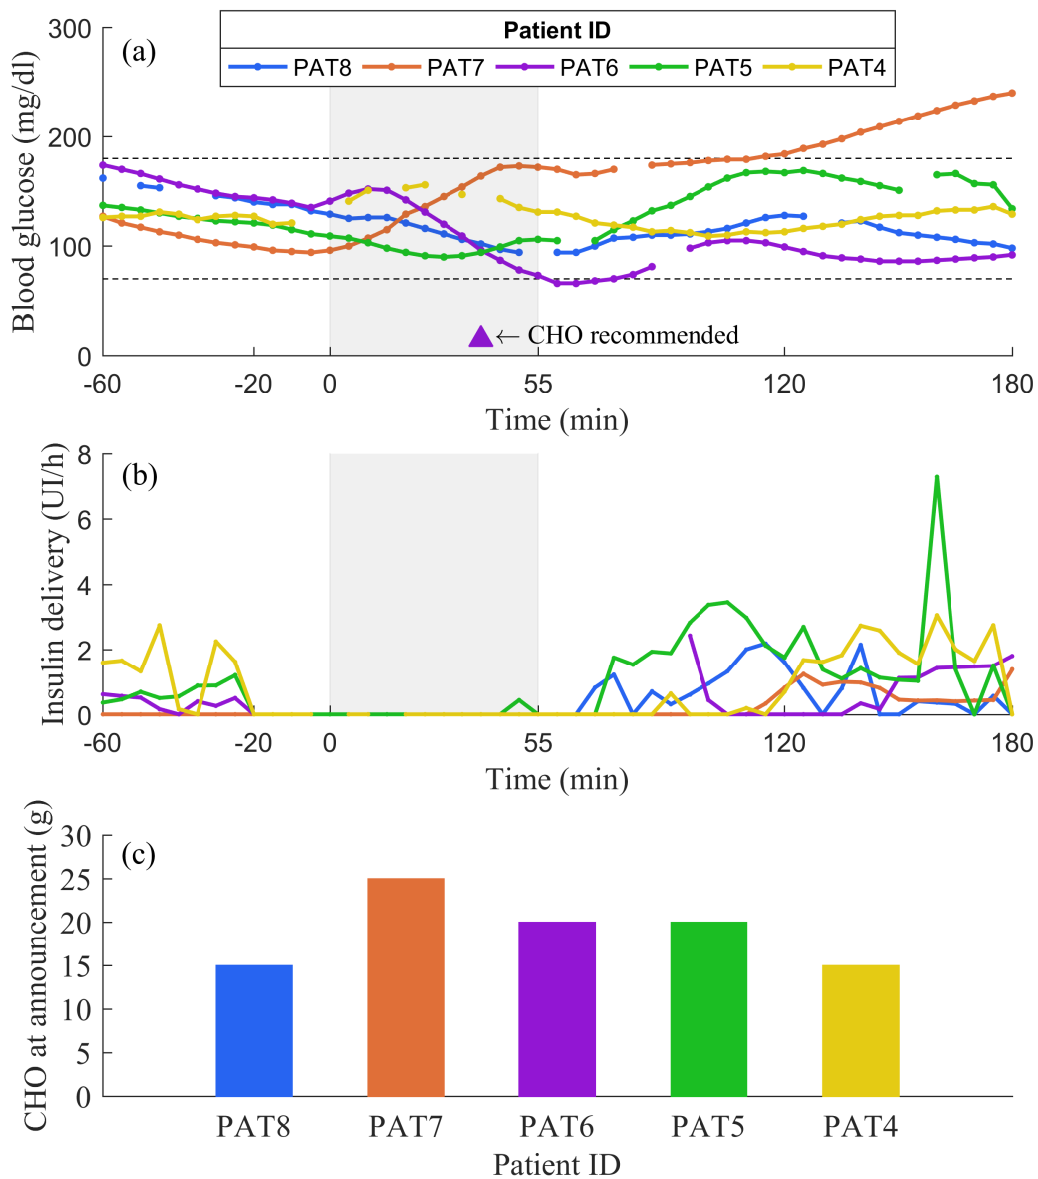 Patient ID
PAT8 PAT7 PAT6 PAT5 PAT4
(a)
Blood glucose (mg/dl)
300
200
100
0
← CHO recommended
-60 -20 0 55 120 180
Time (min)
(b)
Insulin delivery (UI/h)
8
6
4
2
0
-60 -20 0 55 120 180
Time (min)
(c)
CHO at announcement (g)
30
25
20
15
10
5
0
PAT8 PAT7 PAT6 PAT5 PAT4
Patient ID